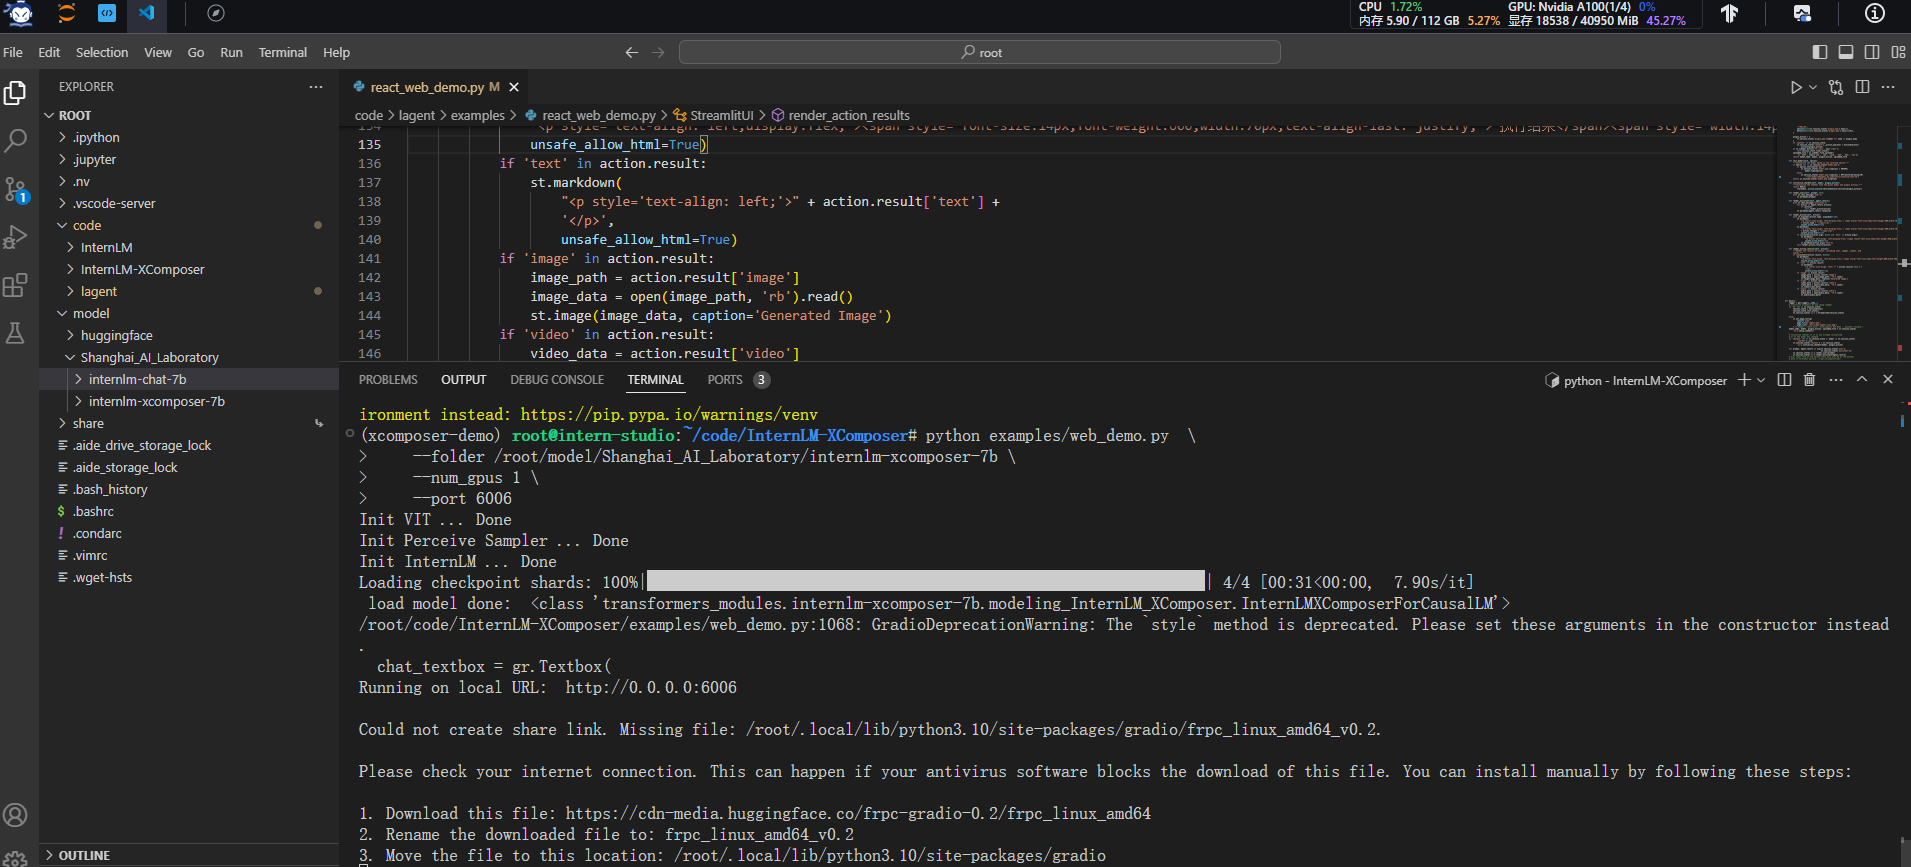 CPU 1.72% GPU: Nvidia A100(1/4) 0%
内存 5.90 / 112 GB 5.27% 显存 18538 / 40950 MiB 45.27%
File Edit Selection View Go Run Terminal Help
root
EXPLORER
react_web_demo.py M
code > lagent > examples > react_web_demo.py > StreamlitUI > render_action_results
ROOT
.ipython
.jupyter
.nv
.vscode-server
code
InternLM
InternLM-XComposer
lagent
model
huggingface
Shanghai_AI_Laboratory
internlm-chat-7b
internlm-xcomposer-7b
share
.aide_drive_storage_lock
.aide_storage_lock
.bash_history
.bashrc
.condarc
.vimrc
.wget-hsts
OUTLINE
1
135 unsafe_allow_html=True)
136 if 'text' in action.result:
137 st.markdown(
138 "<p style='text-align: left;'>" + action.result['text'] +
139 '</p>',
140 unsafe_allow_html=True)
141 if 'image' in action.result:
142 image_path = action.result['image']
143 image_data = open(image_path, 'rb').read()
144 st.image(image_data, caption='Generated Image')
145 if 'video' in action.result:
146 video_data = action.result['video']
PROBLEMS OUTPUT DEBUG CONSOLE TERMINAL PORTS 3
python - InternLM-XComposer
ironment instead: https://pip.pypa.io/warnings/venv
(xcomposer-demo) root@intern-studio:~/code/InternLM-XComposer# python examples/web_demo.py \
> --folder /root/model/Shanghai_AI_Laboratory/internlm-xcomposer-7b \
> --num_gpus 1 \
> --port 6006
Init VIT ... Done
Init Perceive Sampler ... Done
Init InternLM ... Done
Loading checkpoint shards: 100%| | 4/4 [00:31<00:00, 7.90s/it]
load model done: <class 'transformers_modules.internlm-xcomposer-7b.modeling_InternLM_XComposer.InternLMXComposerForCausalLM'>
/root/code/InternLM-XComposer/examples/web_demo.py:1068: GradioDeprecationWarning: The `style` method is deprecated. Please set these arguments in the constructor instead
.
chat_textbox = gr.Textbox(
Running on local URL: http://0.0.0.0:6006
Could not create share link. Missing file: /root/.local/lib/python3.10/site-packages/gradio/frpc_linux_amd64_v0.2.
Please check your internet connection. This can happen if your antivirus software blocks the download of this file. You can install manually by following these steps:
1. Download this file: https://cdn-media.huggingface.co/frpc-gradio-0.2/frpc_linux_amd64
2. Rename the downloaded file to: frpc_linux_amd64_v0.2
3. Move the file to this location: /root/.local/lib/python3.10/site-packages/gradio